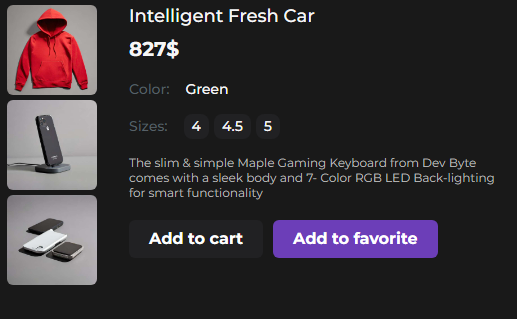 Intelligent Fresh Car
827$
Color: Green
Sizes: 4 4.5 5
The slim & simple Maple Gaming Keyboard from Dev Byte
comes with a sleek body and 7- Color RGB LED Back-lighting
for smart functionality
Add to cart Add to favorite